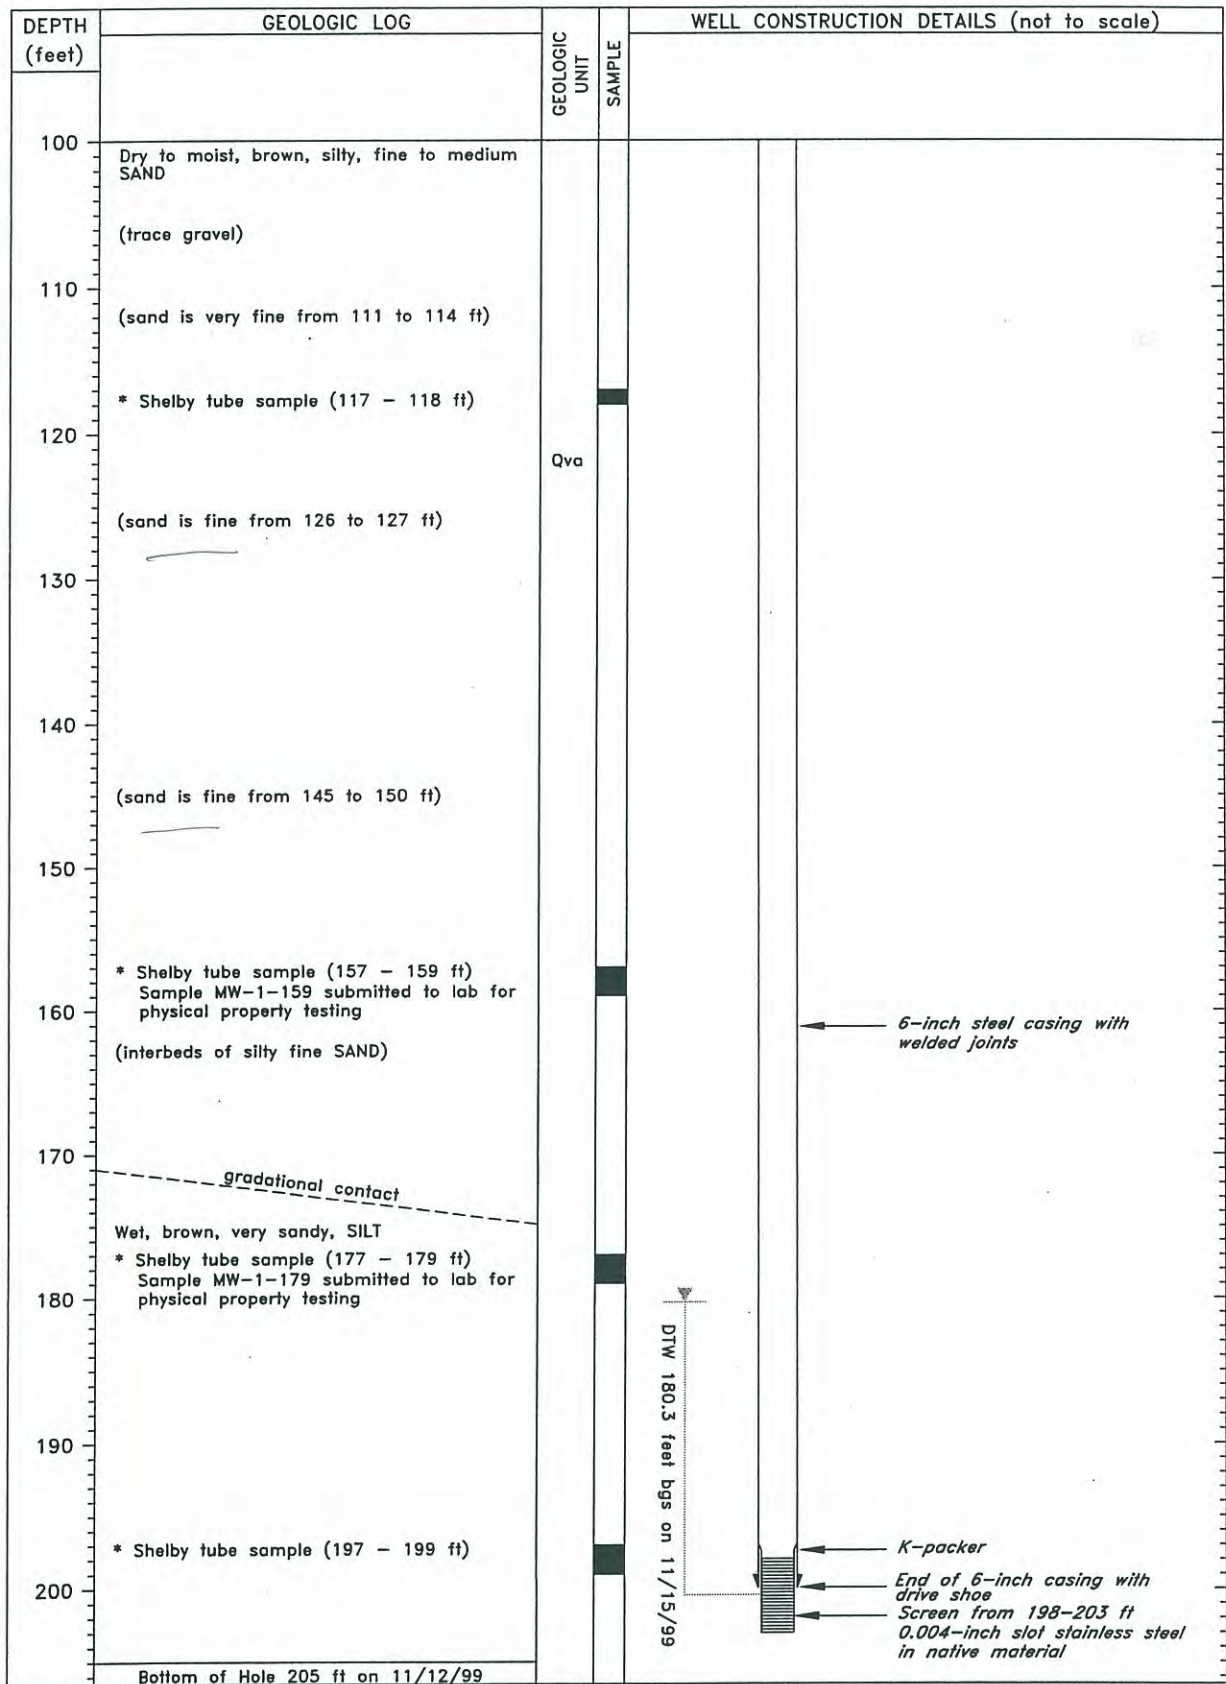 DEPTH
(feet)
GEOLOGIC LOG
GEOLOGIC
UNIT
SAMPLE
WELL CONSTRUCTION DETAILS (not to scale)
100
Dry to moist, brown, silty, fine to medium
SAND
(trace gravel)
110
(sand is very fine from 111 to 114 ft)
* Shelby tube sample (117 – 118 ft)
120
Qva
(sand is fine from 126 to 127 ft)
130
140
(sand is fine from 145 to 150 ft)
150
* Shelby tube sample (157 – 159 ft)
Sample MW-1-159 submitted to lab for
physical property testing
160
6-inch steel casing with
welded joints
(interbeds of silty fine SAND)
170
gradational contact
Wet, brown, very sandy, SILT
* Shelby tube sample (177 – 179 ft)
Sample MW-1-179 submitted to lab for
physical property testing
180
DTW 180.3 feet bgs on 11/15/99
190
* Shelby tube sample (197 – 199 ft)
K-packer
200
End of 6-inch casing with
drive shoe
Screen from 198-203 ft
0.004-inch slot stainless steel
in native material
Bottom of Hole 205 ft on 11/12/99